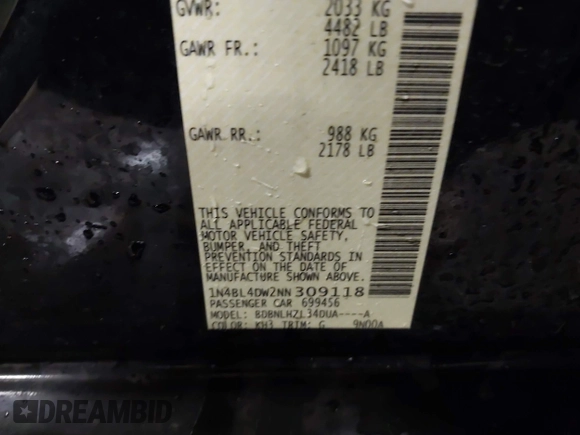 GVWR: 2033 KG
4482 LB
GAWR FR.: 1097 KG
2418 LB
GAWR RR.: 988 KG
2178 LB
THIS VEHICLE CONFORMS TO
ALL APPLICABLE FEDERAL
MOTOR VEHICLE SAFETY,
BUMPER, AND THEFT
PREVENTION STANDARDS IN
EFFECT ON THE DATE OF
MANUFACTURE SHOWN ABOVE.
1N4BL4DW2NN309118
PASSENGER CAR 699456
MODEL: BDBNLHZL34DUA----A
COLOR: KH3 TRIM: G 9N00A
DREAMBID